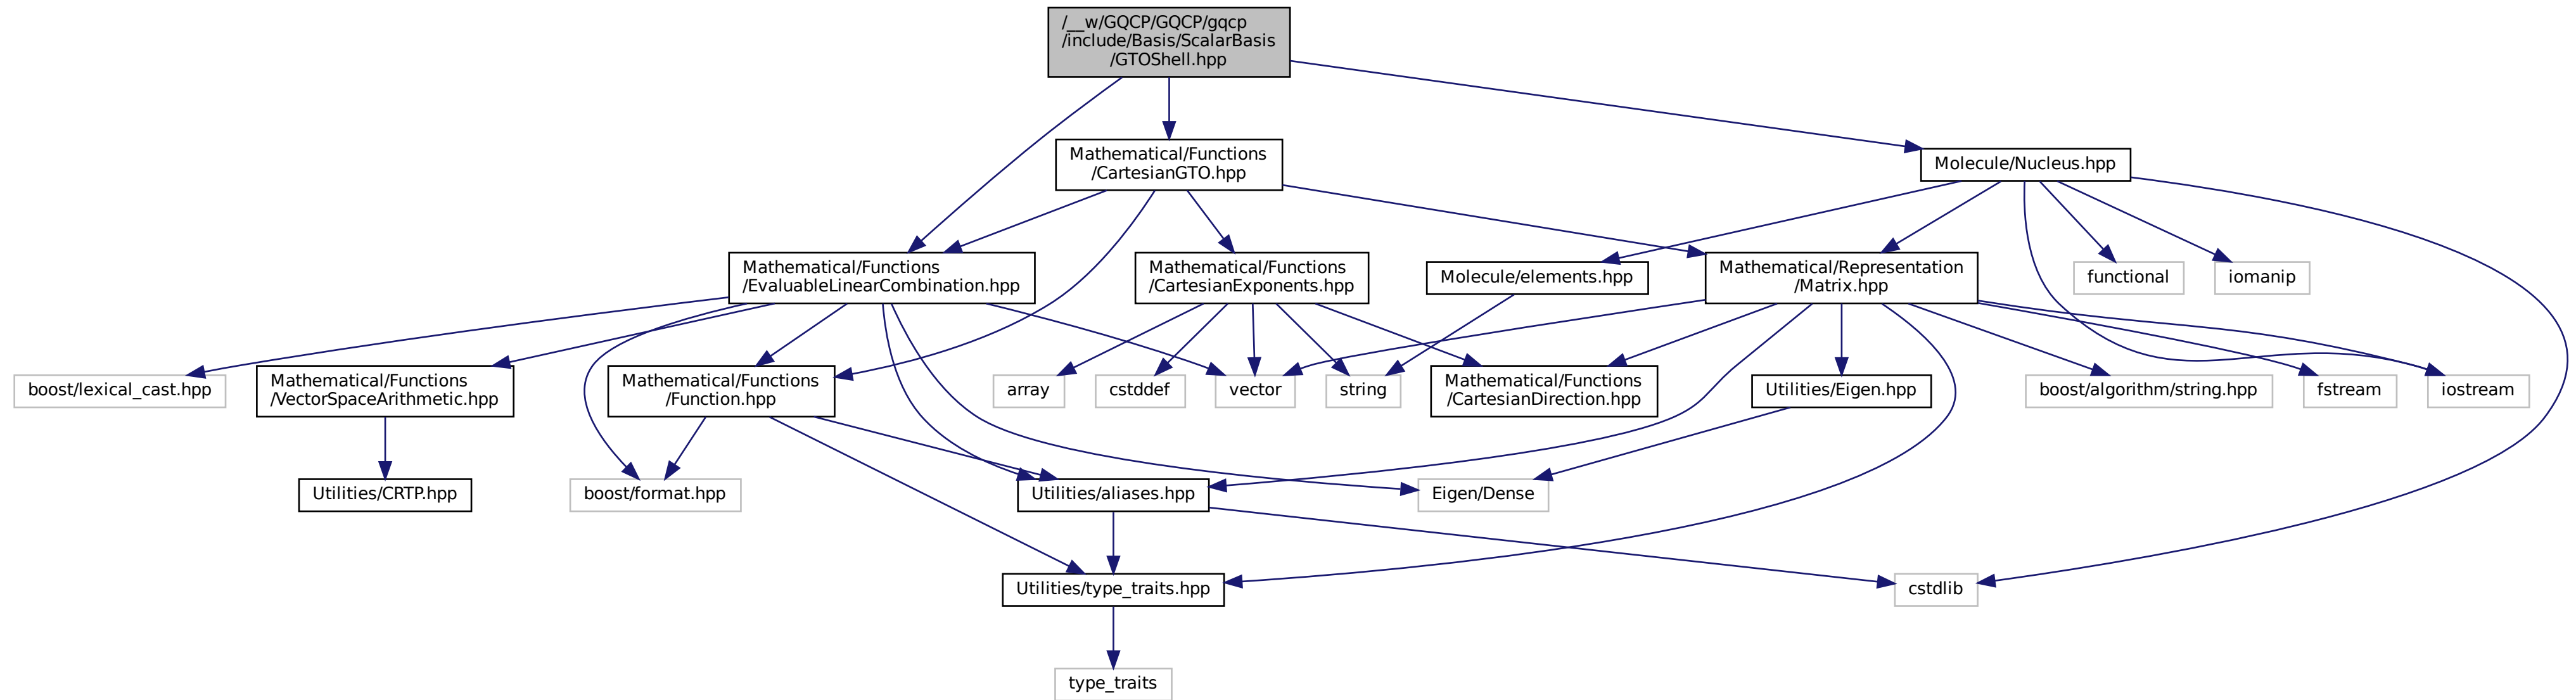 /__w/GQCP/GQCP/gqcp
/include/Basis/ScalarBasis
/GTOShell.hpp
Mathematical/Functions
/CartesianGTO.hpp
Molecule/Nucleus.hpp
Mathematical/Functions
/EvaluableLinearCombination.hpp
Mathematical/Functions
/CartesianExponents.hpp
Molecule/elements.hpp
Mathematical/Representation
/Matrix.hpp
functional
iomanip
boost/lexical_cast.hpp
Mathematical/Functions
/VectorSpaceArithmetic.hpp
Mathematical/Functions
/Function.hpp
array
cstddef
vector
string
Mathematical/Functions
/CartesianDirection.hpp
Utilities/Eigen.hpp
boost/algorithm/string.hpp
fstream
iostream
Utilities/CRTP.hpp
boost/format.hpp
Utilities/aliases.hpp
Eigen/Dense
Utilities/type_traits.hpp
cstdlib
type_traits